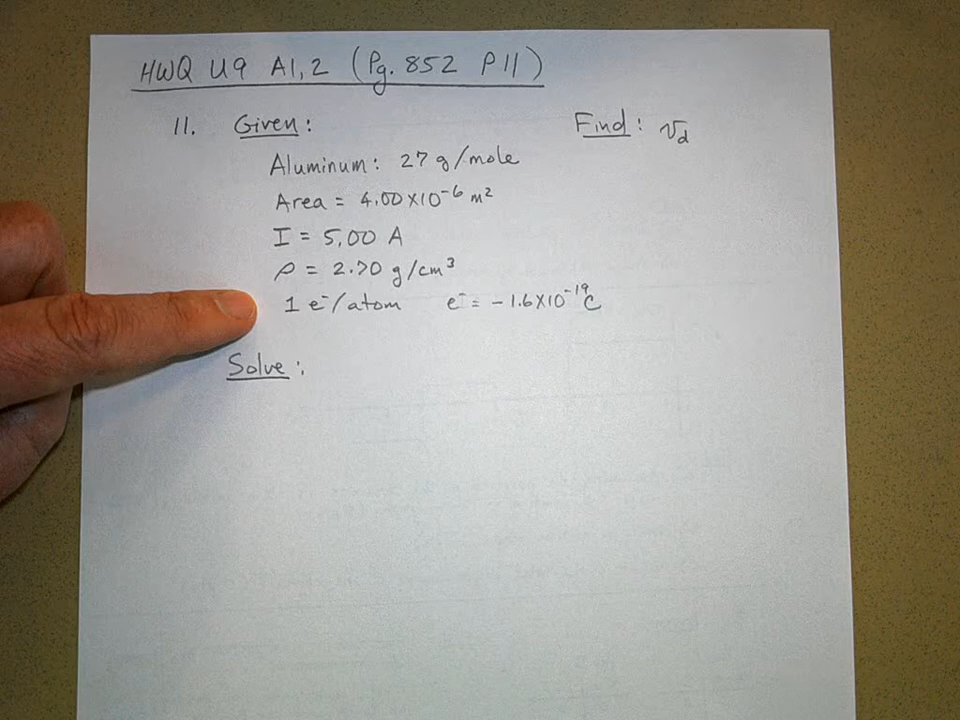 HWQ U9 A1,2 (Pg. 852 P11)
11. Given: Find: v_d
Aluminum: 27 g/mole
Area = 4.00×10⁻⁶ m²
I = 5.00 A
ρ = 2.70 g/cm³
1 e⁻/atom e⁻ = −1.6×10⁻¹⁹C
Solve: